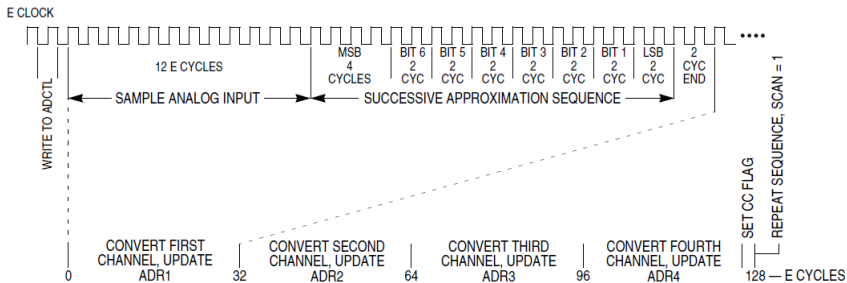 E CLOCK
WRITE TO ADCTL
12 E CYCLES
SAMPLE ANALOG INPUT
MSB
4
CYCLES
BIT 6
2
CYC
BIT 5
2
CYC
BIT 4
2
CYC
BIT 3
2
CYC
BIT 2
2
CYC
BIT 1
2
CYC
LSB
2
CYC
2
CYC
END
SUCCESSIVE APPROXIMATION SEQUENCE
SET CC FLAG
REPEAT SEQUENCE, SCAN = 1
CONVERT FIRST
CHANNEL, UPDATE
ADR1
CONVERT SECOND
CHANNEL, UPDATE
ADR2
CONVERT THIRD
CHANNEL, UPDATE
ADR3
CONVERT FOURTH
CHANNEL, UPDATE
ADR4
0
32
64
96
128 — E CYCLES